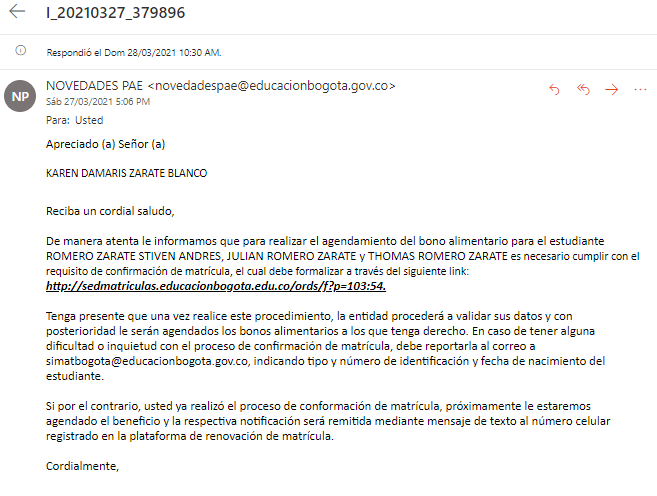 I_20210327_379896
Respondió el Dom 28/03/2021 10:30 AM.
NP
NOVEDADES PAE <novedadespae@educacionbogota.gov.co>
Sáb 27/03/2021 5:06 PM
Para: Usted
Apreciado (a) Señor (a)
KAREN DAMARIS ZARATE BLANCO
Reciba un cordial saludo,
De manera atenta le informamos que para realizar el agendamiento del bono alimentario para el estudiante
ROMERO ZARATE STIVEN ANDRES, JULIAN ROMERO ZARATE y THOMAS ROMERO ZARATE es necesario cumplir con el
requisito de confirmación de matrícula, el cual debe formalizar a través del siguiente link:
http://sedmatriculas.educacionbogota.edu.co/ords/f?p=103:54.
Tenga presente que una vez realice este procedimiento, la entidad procederá a validar sus datos y con
posterioridad le serán agendados los bonos alimentarios a los que tenga derecho. En caso de tener alguna
dificultad o inquietud con el proceso de confirmación de matrícula, debe reportarla al correo a
simatbogota@educacionbogota.gov.co, indicando tipo y número de identificación y fecha de nacimiento del
estudiante.
Si por el contrario, usted ya realizó el proceso de conformación de matrícula, próximamente le estaremos
agendado el beneficio y la respectiva notificación será remitida mediante mensaje de texto al número celular
registrado en la plataforma de renovación de matrícula.
Cordialmente,